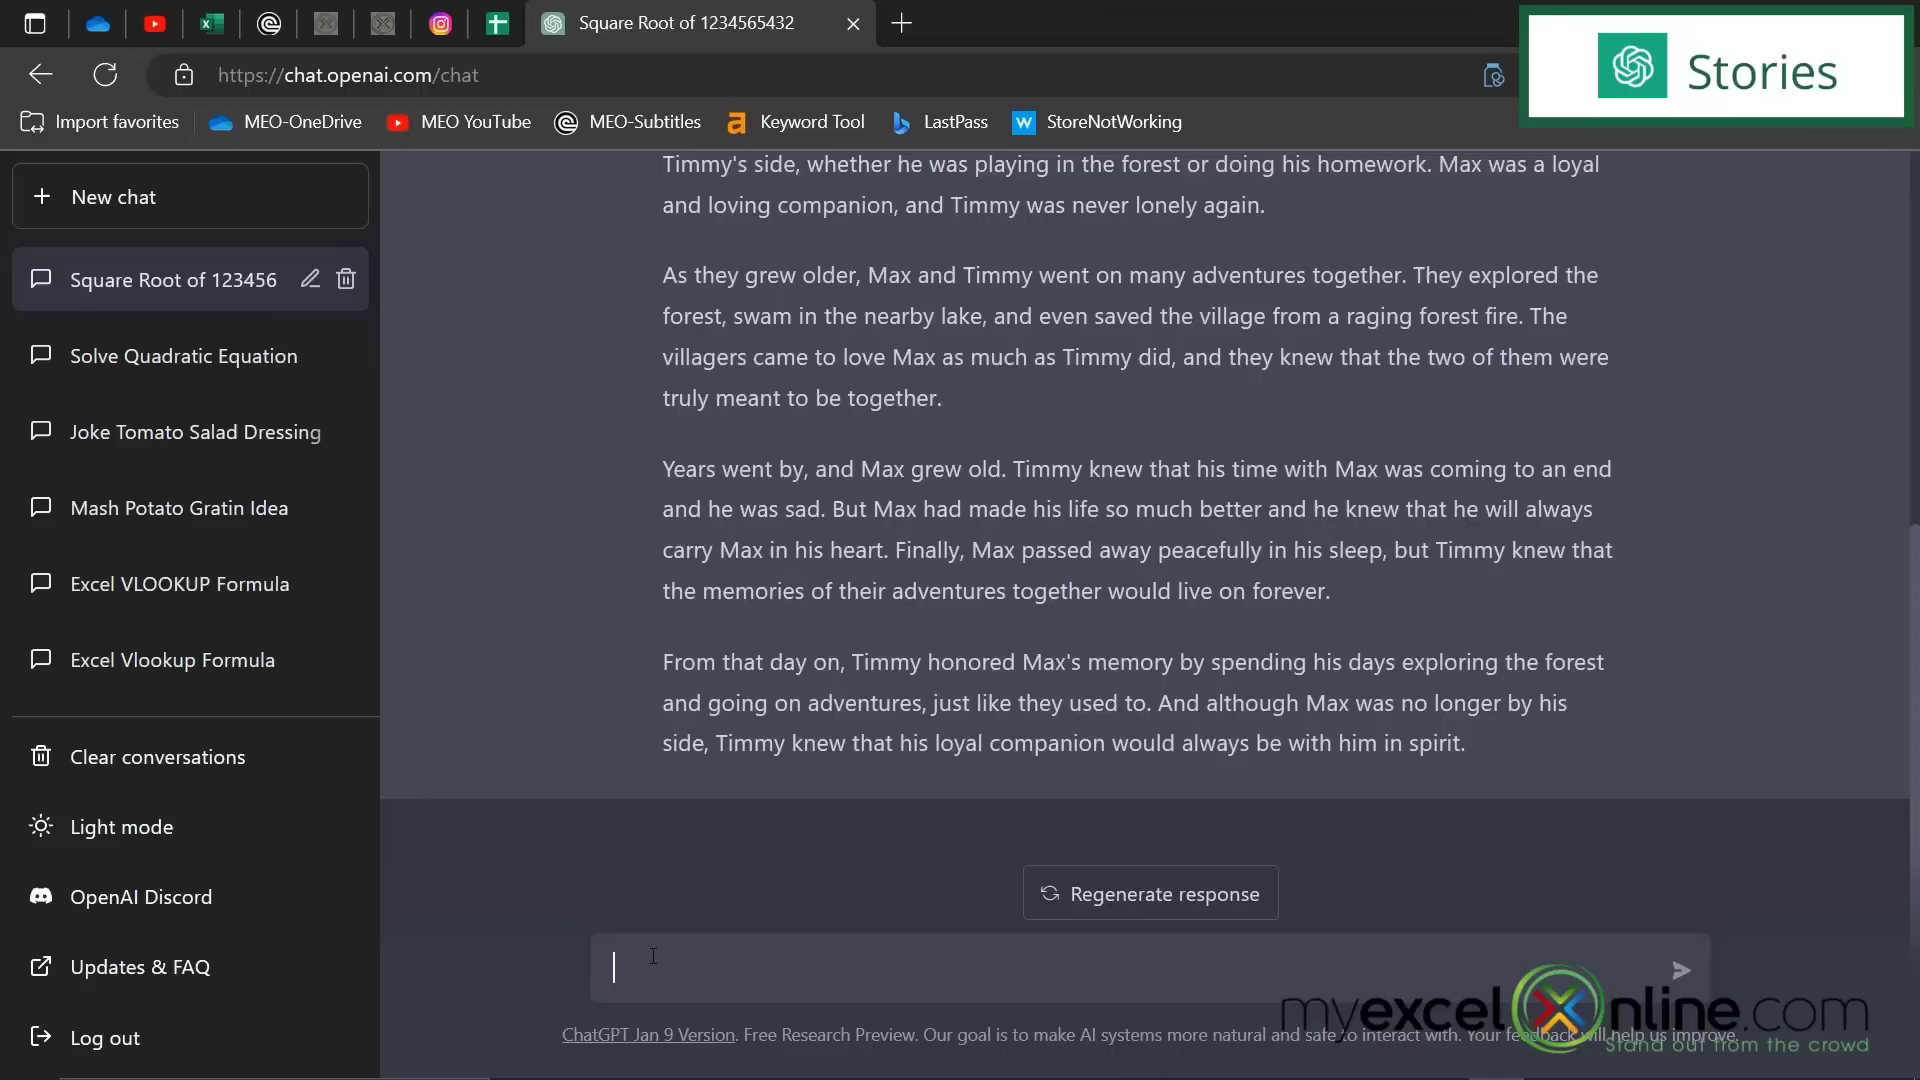 Square Root of 1234565432
Stories
https://chat.openai.com/chat
Import favorites
MEO-OneDrive
MEO YouTube
MEO-Subtitles
Keyword Tool
LastPass
StoreNotWorking
New chat
Square Root of 123456
Solve Quadratic Equation
Joke Tomato Salad Dressing
Mash Potato Gratin Idea
Excel VLOOKUP Formula
Excel Vlookup Formula
Clear conversations
Light mode
OpenAI Discord
Updates & FAQ
Log out
Timmy's side, whether he was playing in the forest or doing his homework. Max was a loyal
and loving companion, and Timmy was never lonely again.
As they grew older, Max and Timmy went on many adventures together. They explored the
forest, swam in the nearby lake, and even saved the village from a raging forest fire. The
villagers came to love Max as much as Timmy did, and they knew that the two of them were
truly meant to be together.
Years went by, and Max grew old. Timmy knew that his time with Max was coming to an end
and he was sad. But Max had made his life so much better and he knew that he will always
carry Max in his heart. Finally, Max passed away peacefully in his sleep, but Timmy knew that
the memories of their adventures together would live on forever.
From that day on, Timmy honored Max's memory by spending his days exploring the forest
and going on adventures, just like they used to. And although Max was no longer by his
side, Timmy knew that his loyal companion would always be with him in spirit.
Regenerate response
ChatGPT Jan 9 Version. Free Research Preview. Our goal is to make AI systems more natural and safe to interact with. Your feedback will help us improve.
myexcelonline.com
Stand out from the crowd